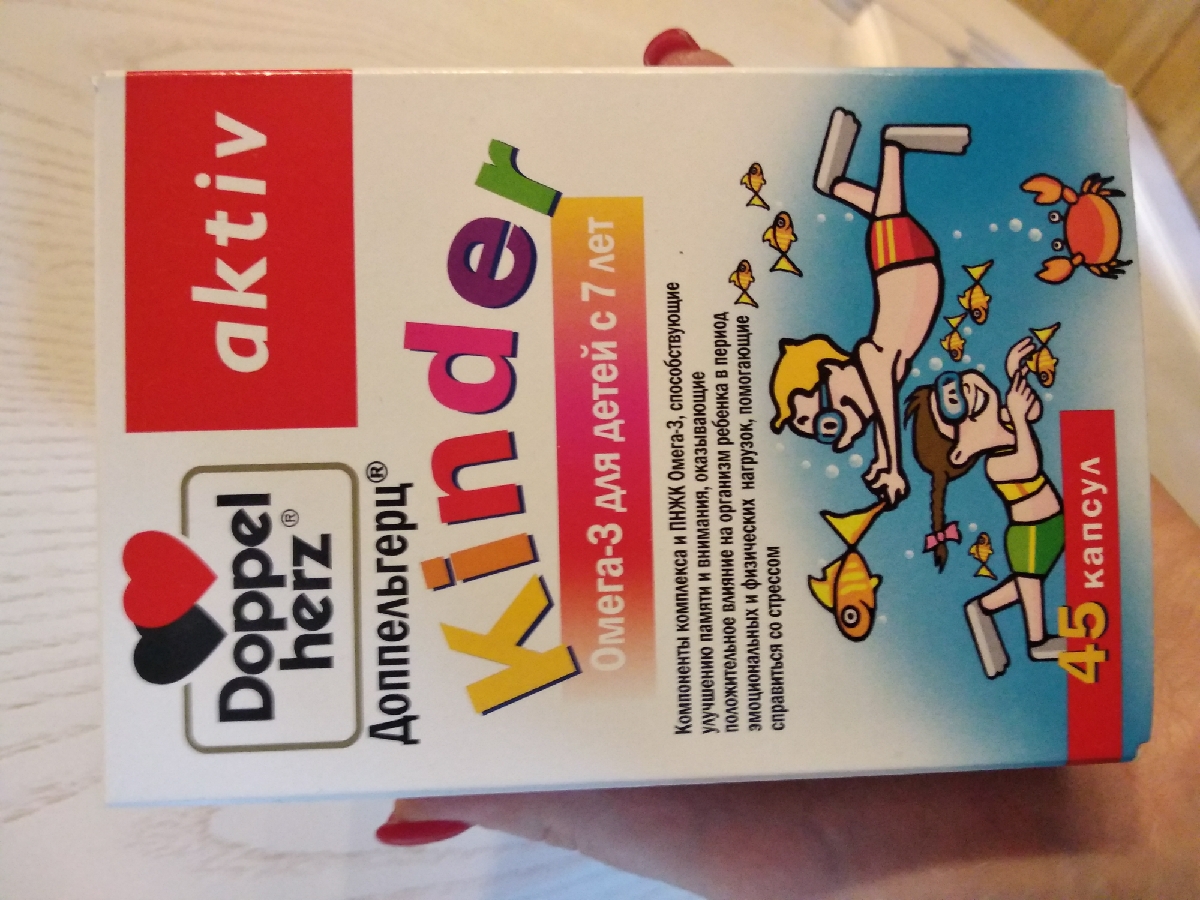 Doppel
herz®
aktiv
Доппельгерц®
Kinder
Омега-3 для детей с 7 лет
Компоненты комплекса и ПНЖК Омега-3, способствующие
улучшению памяти и внимания, оказывающие
положительное влияние на организм ребенка в период
эмоциональных и физических нагрузок, помогающие
справиться со стрессом
45 капсул